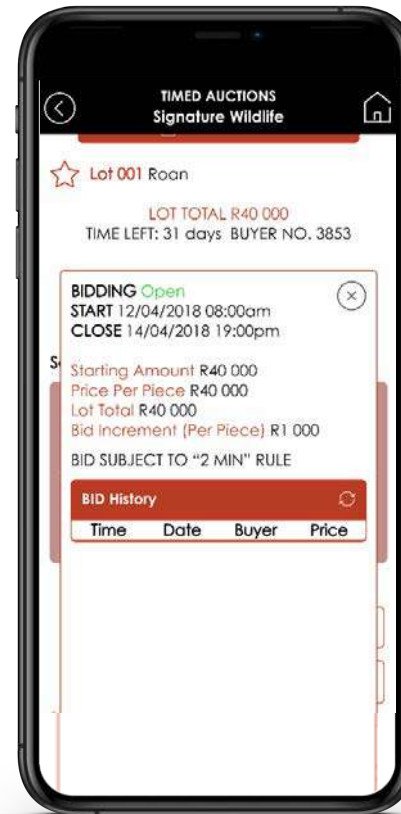 TIMED AUCTIONS
Signature Wildlife
Lot 001 Roan
LOT TOTAL R40 000
TIME LEFT: 31 days BUYER NO. 3853
BIDDING Open
START 12/04/2018 08:00am
CLOSE 14/04/2018 19:00pm
Starting Amount R40 000
Price Per Piece R40 000
Lot Total R40 000
Bid Increment (Per Piece) R1 000
BID SUBJECT TO “2 MIN” RULE
BID History
Time Date Buyer Price